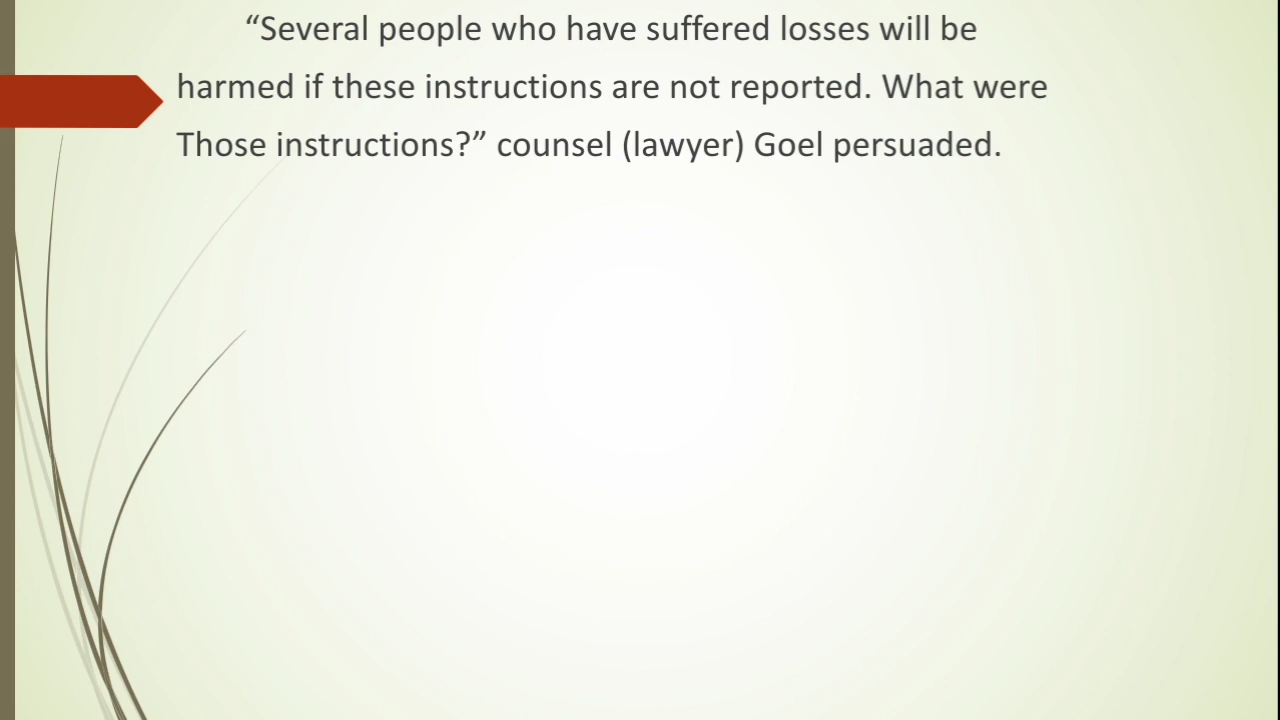 “Several people who have suffered losses will be
harmed if these instructions are not reported. What were
Those instructions?” counsel (lawyer) Goel persuaded.